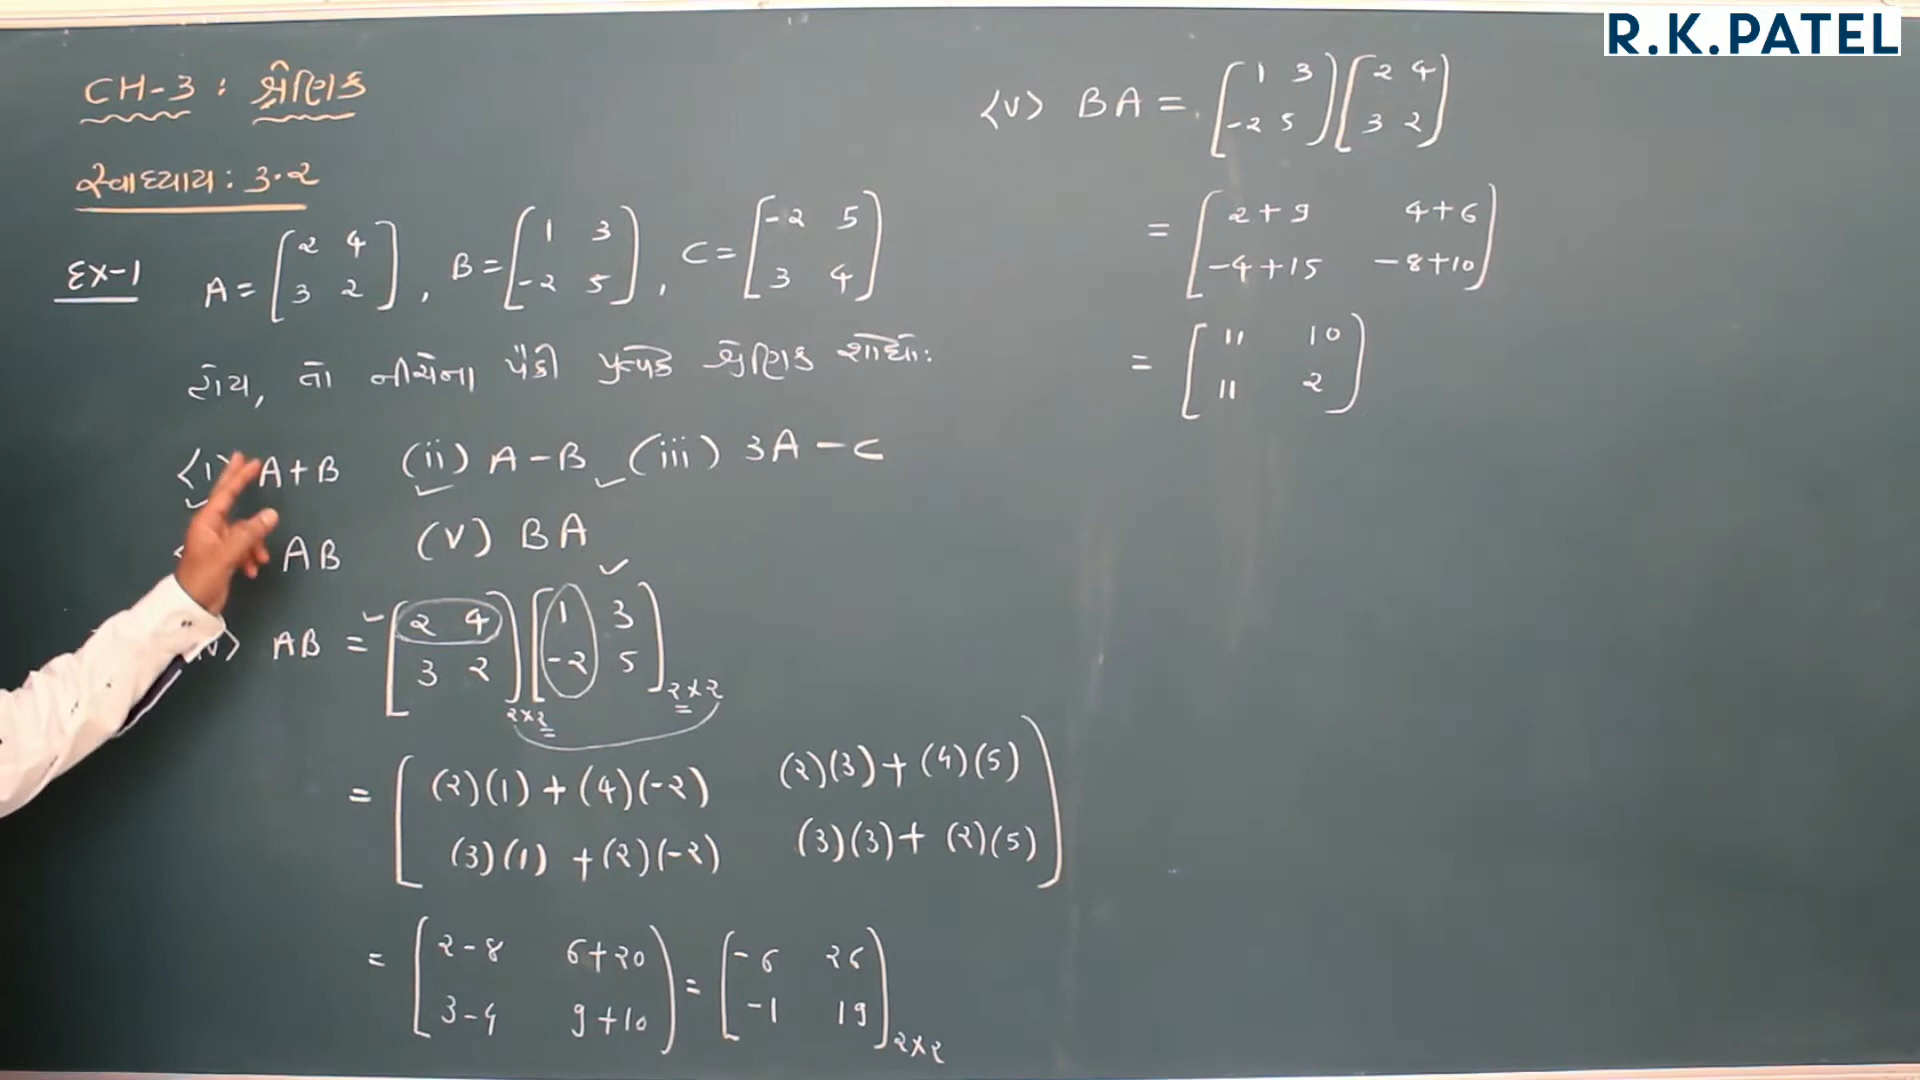 R.K.PATEL
CH-3 : શ્રેણિક
સ્વાધ્યાય : 3.2
Ex-1 A = [2 4; 3 2], B = [1 3; -2 5], C = [-2 5; 3 4]
હોય, તો નીચેના પૈકી પ્રત્યેક શ્રેણિક શોધો:
(i) A+B (ii) A-B (iii) 3A-C
AB (V) BA
AB = [2 4; 3 2]2×2 [1 3; -2 5]2×2
= [(2)(1)+(4)(-2) (2)(3)+(4)(5); (3)(1)+(2)(-2) (3)(3)+(2)(5)]
= [2-8 6+20; 3-4 9+10] = [-6 26; -1 19]2×2
(V) BA = [1 3; -2 5] [2 4; 3 2]
= [2+9 4+6; -4+15 -8+10]
= [11 10; 11 2]